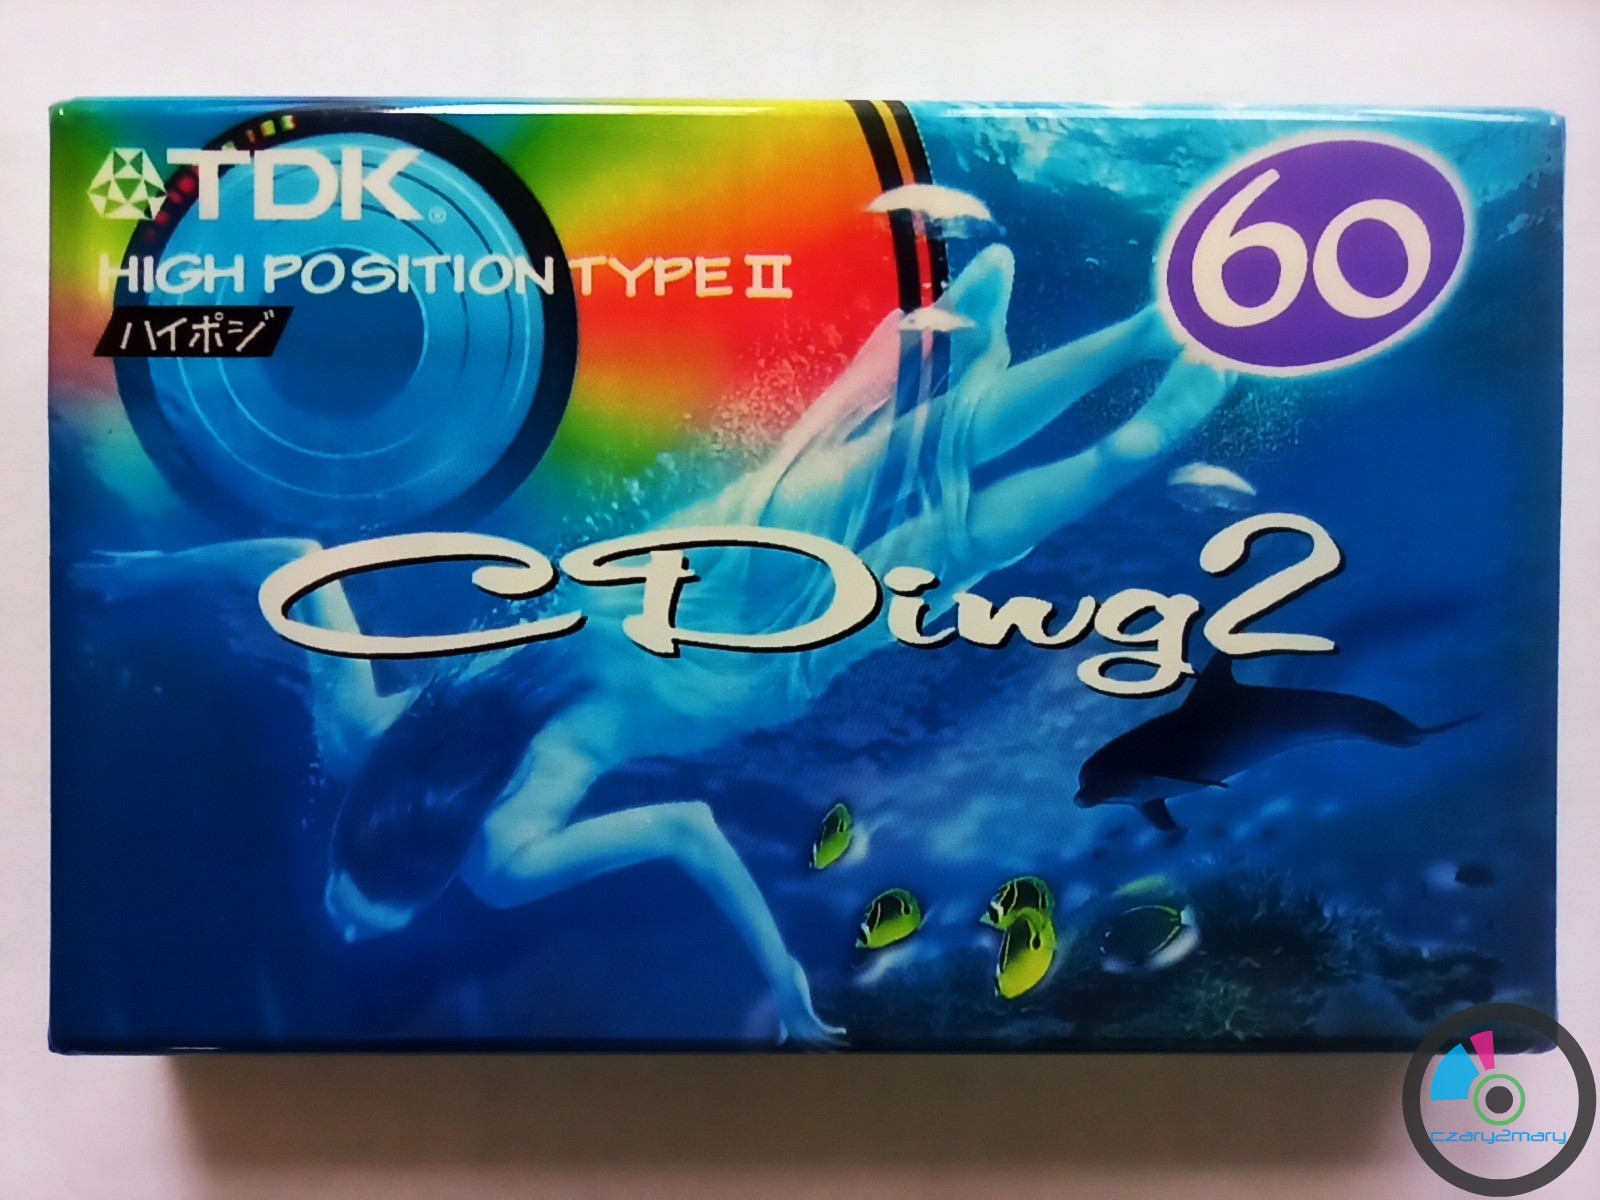 TDK®
HIGH POSITION TYPE II
ハイポジ
60
CDing2
czary2mary